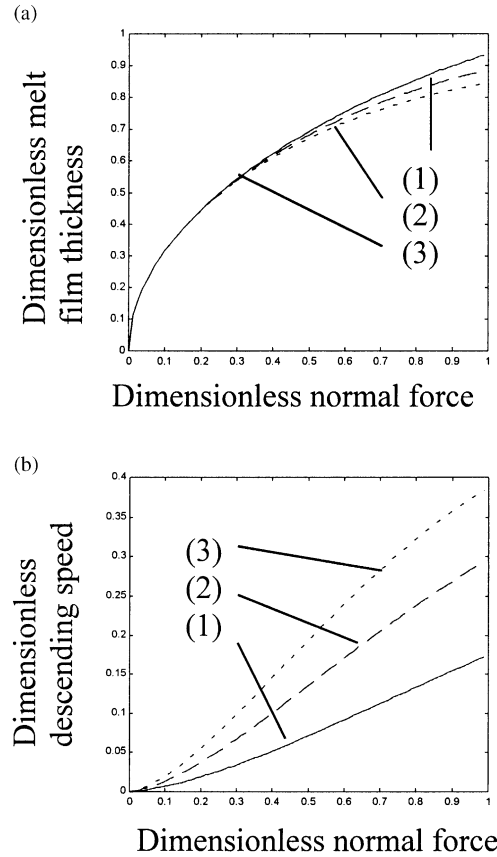 (a)
Dimensionless melt
film thickness
1
0.9
0.8
0.7
0.6
0.5
0.4
0.3
0.2
0.1
0
(1)
(2)
(3)
0 0.1 0.2 0.3 0.4 0.5 0.6 0.7 0.8 0.9 1
Dimensionless normal force
(b)
Dimensionless
descending speed
0.4
0.35
0.3
0.25
0.2
0.15
0.1
0.05
0
(3)
(2)
(1)
0 0.1 0.2 0.3 0.4 0.5 0.6 0.7 0.8 0.9 1
Dimensionless normal force